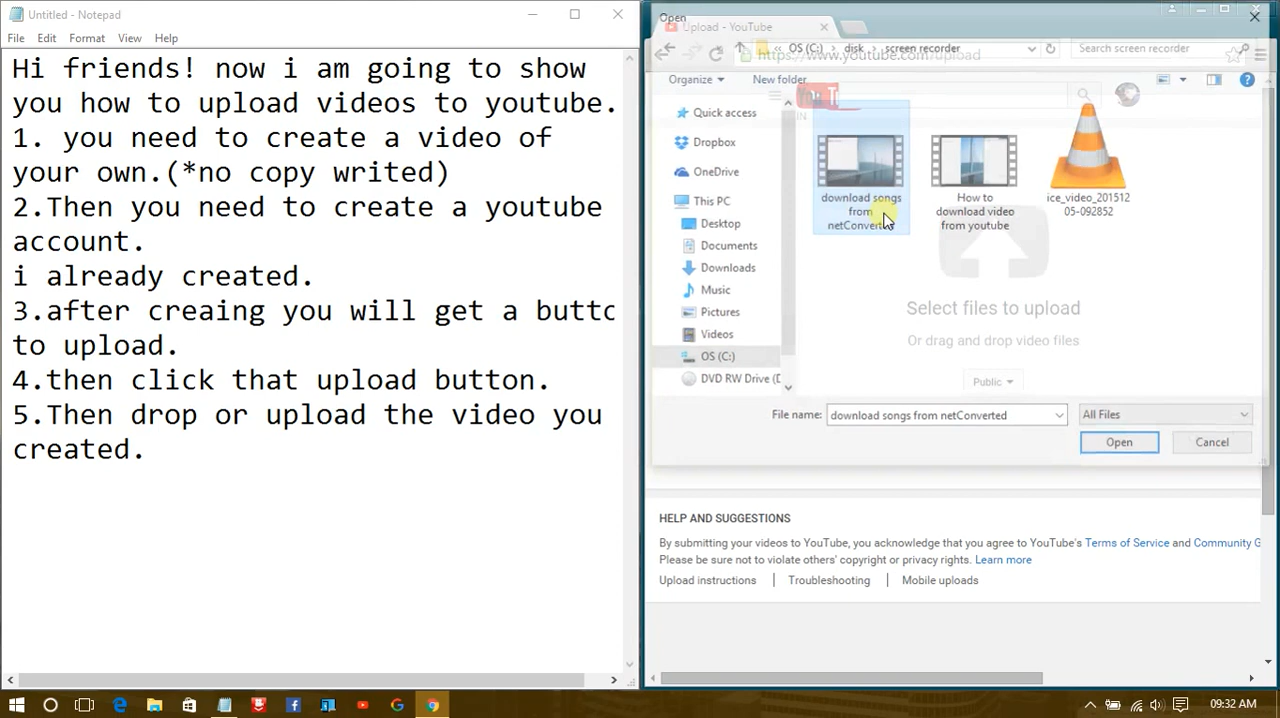 Untitled - Notepad
File Edit Format View Help
Hi friends! now i am going to show
you how to upload videos to youtube.
1. you need to create a video of
your own.(*no copy writed)
2.Then you need to create a youtube
account.
i already created.
3.after creaing you will get a butto
to upload.
4.then click that upload button.
5.Then drop or upload the video you
created.
Open
Upload - YouTube
OS (C:) › disk › screen recorder
Search screen recorder
https://www.youtube.com/upload
Organize
New folder
Quick access
Dropbox
OneDrive
This PC
Desktop
Documents
Downloads
Music
Pictures
Videos
OS (C:)
DVD RW Drive (D
download songs
from
netConverted
How to
download video
from youtube
ice_video_201512
05-092852
Select files to upload
Or drag and drop video files
Public
File name: download songs from netConverted
All Files
Open Cancel
HELP AND SUGGESTIONS
By submitting your videos to YouTube, you acknowledge that you agree to YouTube's Terms of Service and Community G
Please be sure not to violate others' copyright or privacy rights. Learn more
Upload instructions | Troubleshooting | Mobile uploads
09:32 AM